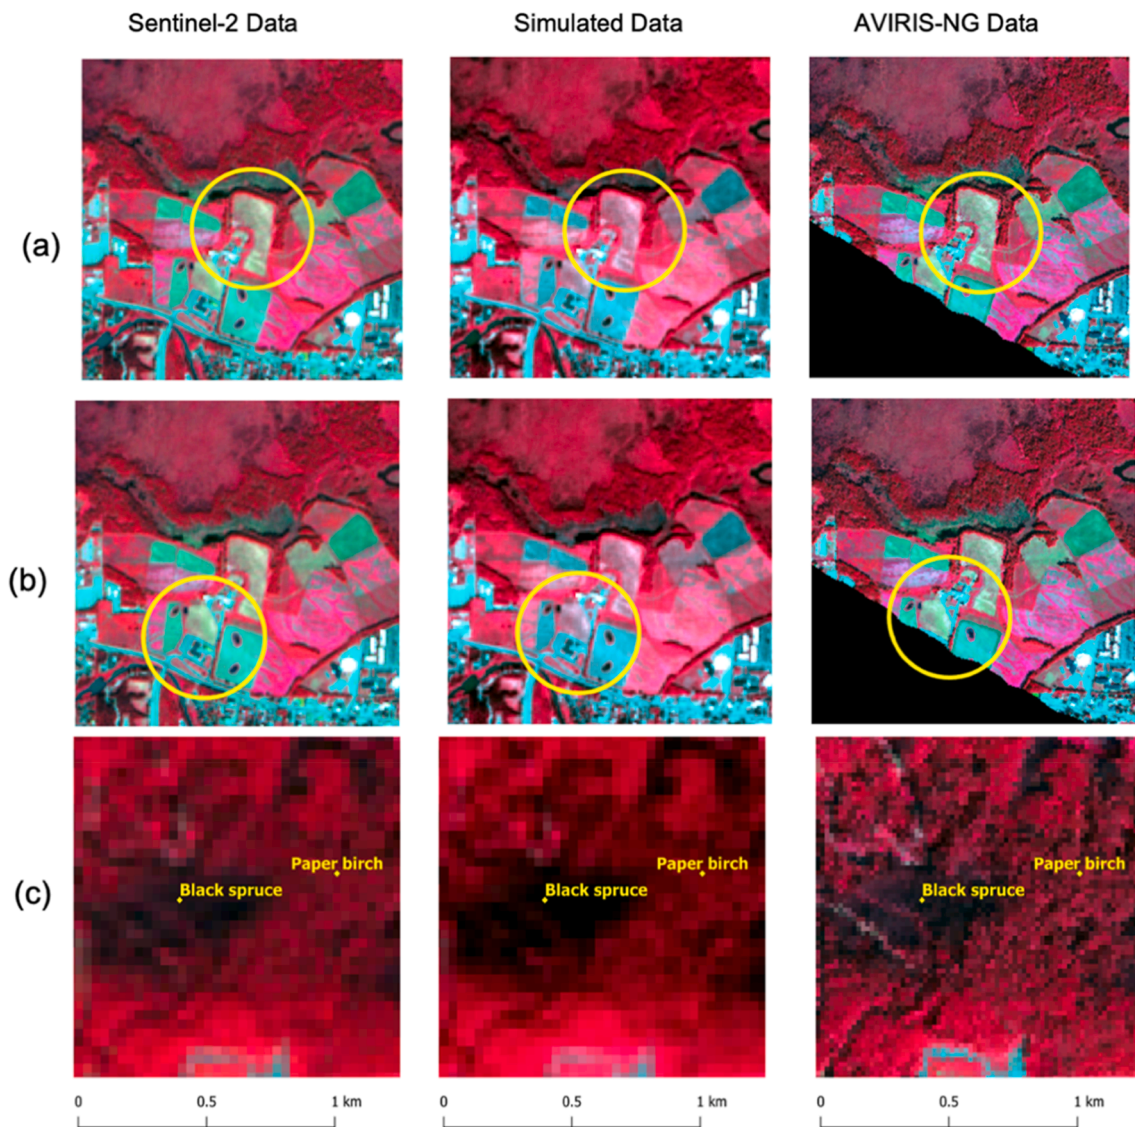 Sentinel-2 Data Simulated Data AVIRIS-NG Data
(a)
(b)
(c)
Paper birch Paper birch Paper birch
Black spruce Black spruce Black spruce
0 0.5 1 km 0 0.5 1 km 0 0.5 1 km